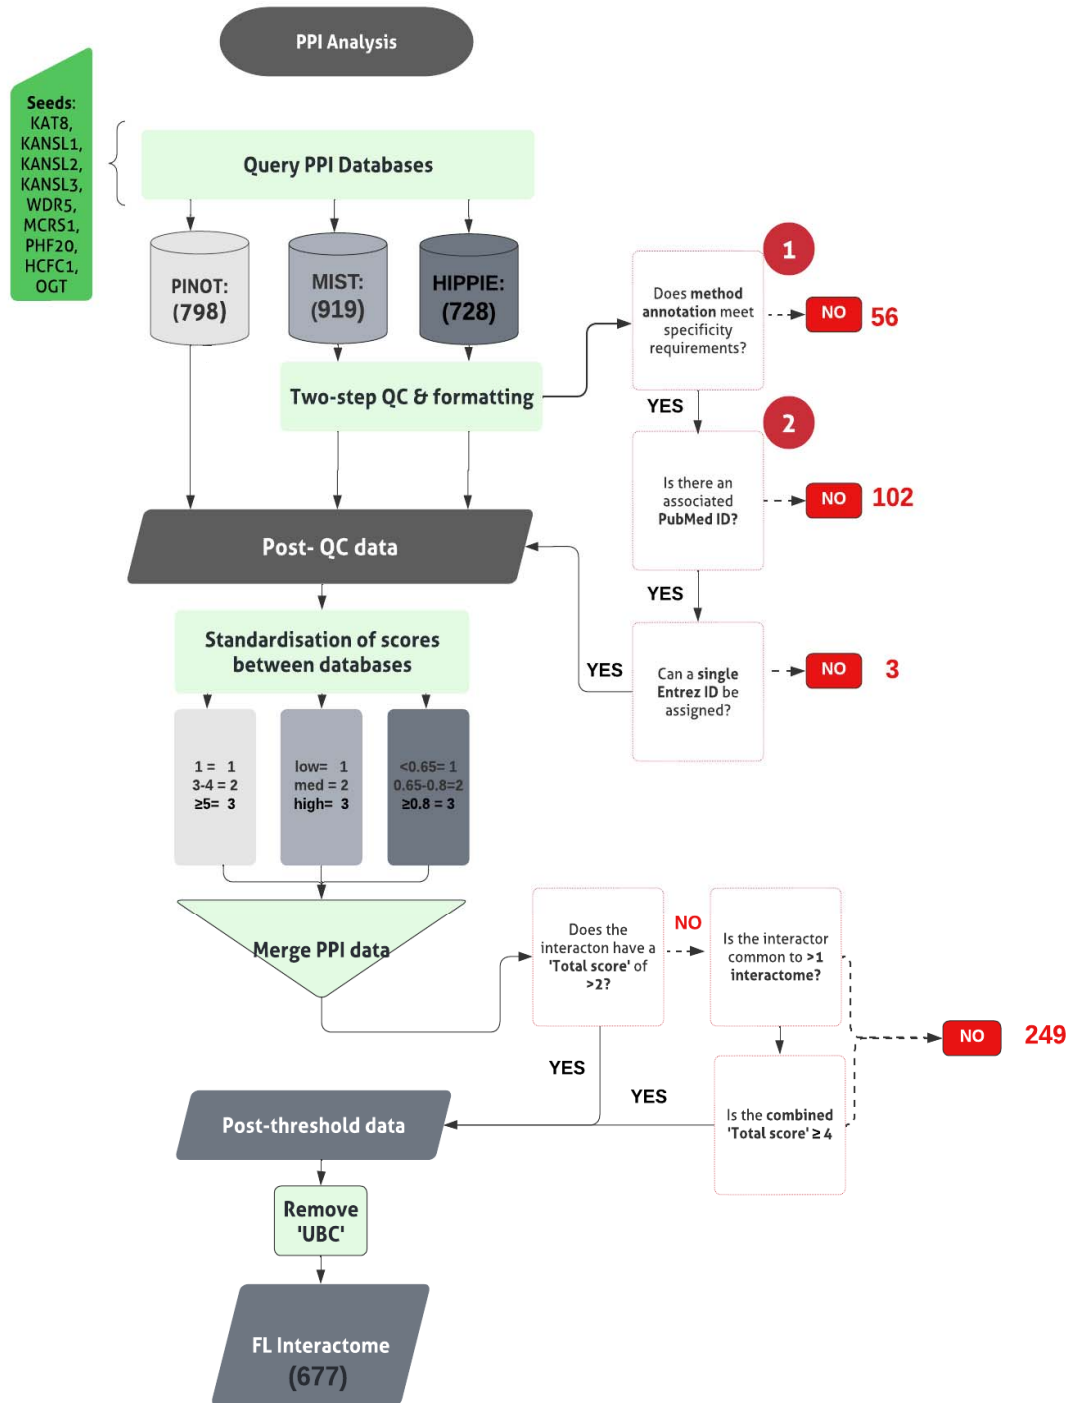 PPI Analysis
Seeds:
KAT8,
KANSL1,
KANSL2,
KANSL3,
WDR5,
MCRS1,
PHF20,
HCFC1,
OGT
Query PPI Databases
PINOT:
(798)
MIST:
(919)
HIPPIE:
(728)
Two-step QC & formatting
1
Does method
annotation meet
specificity
requirements?
NO
56
YES
2
Is there an
associated
PubMed ID?
NO
102
YES
Can a single
Entrez ID be
assigned?
NO
3
YES
Post- QC data
Standardisation of scores
between databases
1 = 1
3-4 = 2
≥5= 3
low= 1
med = 2
high= 3
<0.65= 1
0.65-0.8=2
≥0.8 = 3
Merge PPI data
Does the
interacton have a
'Total score' of
>2?
NO
Is the interactor
common to >1
interactome?
NO
249
YES
YES
Is the combined
'Total score' ≥ 4
Post-threshold data
Remove
'UBC'
FL Interactome
(677)